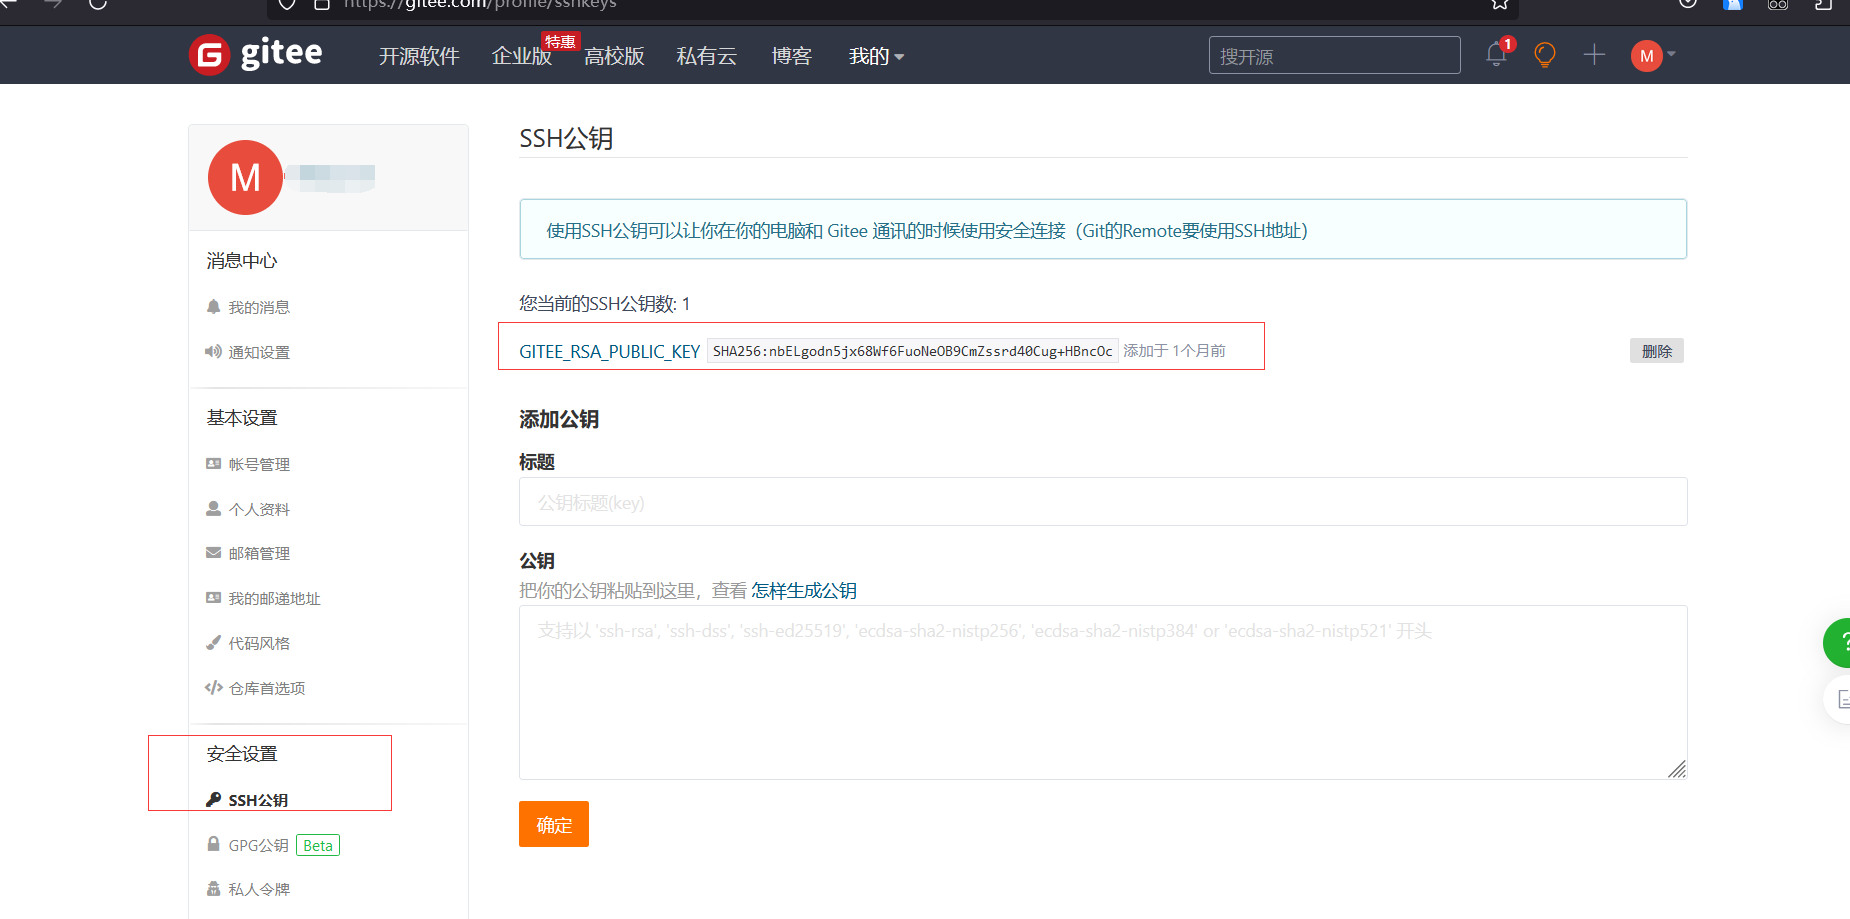 https://gitee.com/profile/sshkeys
gitee
开源软件 企业版 特惠 高校版 私有云 博客 我的
搜开源
1
M
M
消息中心
我的消息
通知设置
基本设置
帐号管理
个人资料
邮箱管理
我的邮递地址
代码风格
仓库首选项
安全设置
SSH公钥
GPG公钥 Beta
私人令牌
SSH公钥
使用SSH公钥可以让你在你的电脑和 Gitee 通讯的时候使用安全连接（Git的Remote要使用SSH地址）
您当前的SSH公钥数: 1
GITEE_RSA_PUBLIC_KEY SHA256:nbELgodn5jx68Wf6FuoNeOB9CmZssrd40Cug+HBncOc 添加于 1个月前
删除
添加公钥
标题
公钥标题(key)
公钥
把你的公钥粘贴到这里，查看 怎样生成公钥
支持以 'ssh-rsa', 'ssh-dss', 'ssh-ed25519', 'ecdsa-sha2-nistp256', 'ecdsa-sha2-nistp384' or 'ecdsa-sha2-nistp521' 开头
确定
?